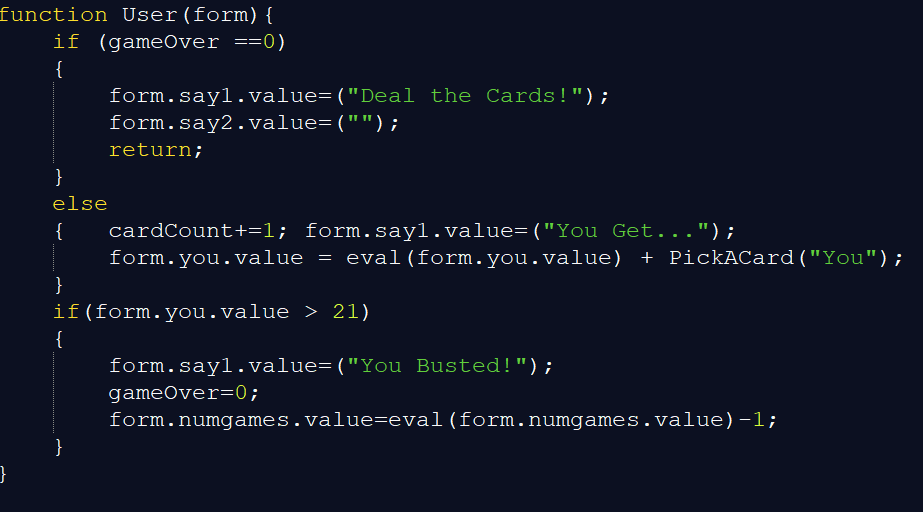 function User(form){
if (gameOver ==0)
{
form.say1.value=("Deal the Cards!");
form.say2.value=("");
return;
}
else
{   cardCount+=1; form.say1.value=("You Get...");
form.you.value = eval(form.you.value) + PickACard("You");
}
if(form.you.value > 21)
{
form.say1.value=("You Busted!");
gameOver=0;
form.numgames.value=eval(form.numgames.value)-1;
}
}